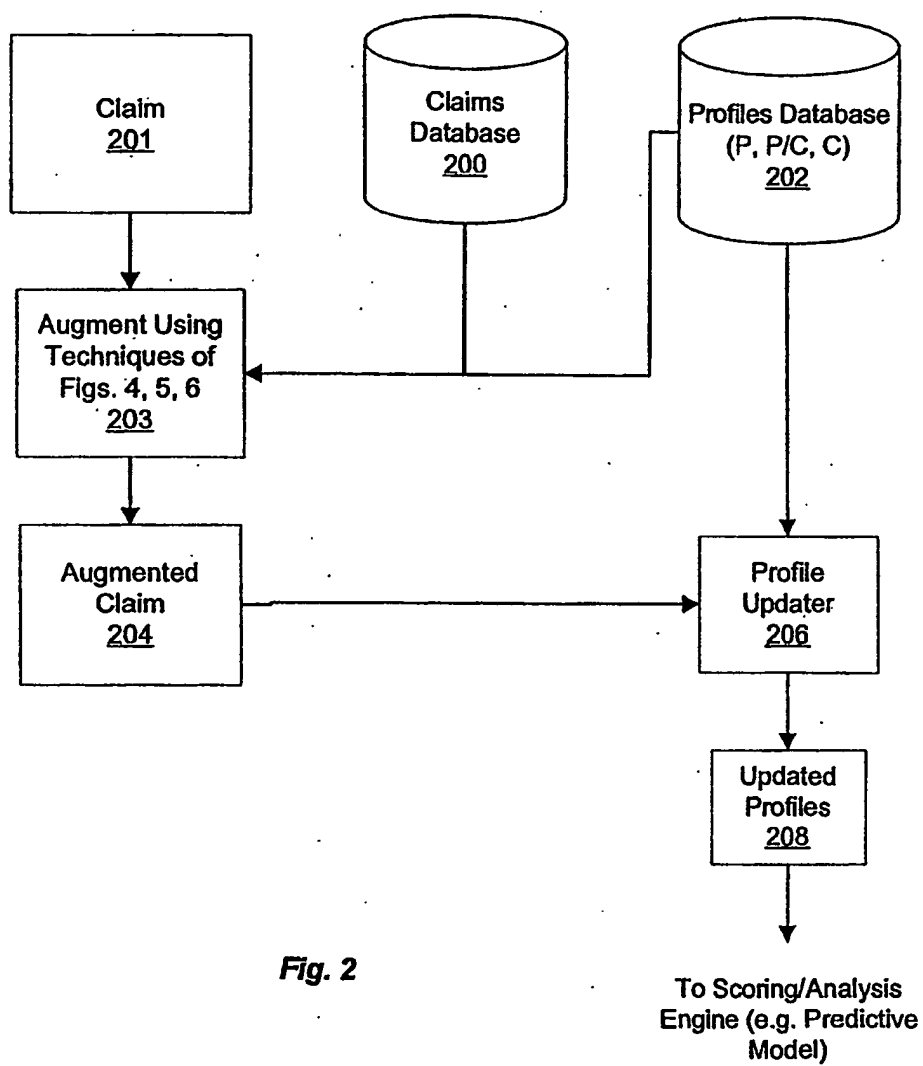 Claim
201
Claims
Database
200
Profiles Database
(P, P/C, C)
202
Augment Using
Techniques of
Figs. 4, 5, 6
203
Augmented
Claim
204
Profile
Updater
206
Updated
Profiles
208
Fig. 2
To Scoring/Analysis
Engine (e.g. Predictive
Model)